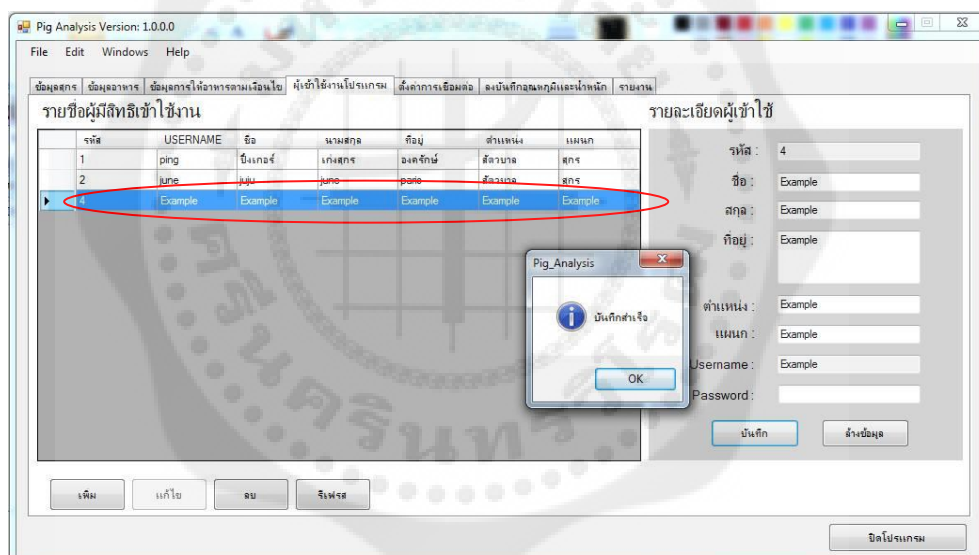 Pig Analysis Version: 1.0.0.0
File Edit Windows Help
ข้อมูลสุกร ข้อมูลอาหาร ข้อมูลการให้อาหารตามเงื่อนไข ผู้เข้าใช้งานโปรแกรม ตั้งค่าการเชื่อมต่อ ลงบันทึกอุณหภูมิและน้ำหนัก รายงาน
รายชื่อผู้มีสิทธิเข้าใช้งาน
รหัส USERNAME ชื่อ นามสกุล ที่อยู่ ตำแหน่ง แผนก
1 ping ปิ้งเกอร์ เก่งสุกร องครักษ์ สัตวบาล สุกร
2 june juju juno paris สัตวบาล สุกร
4 Example Example Example Example Example Example
รายละเอียดผู้เข้าใช้
รหัส : 4
ชื่อ : Example
สกุล : Example
ที่อยู่ : Example
ตำแหน่ง : Example
แผนก : Example
Username : Example
Password :
บันทึก ล้างข้อมูล
Pig_Analysis
บันทึกสำเร็จ
OK
เพิ่ม แก้ไข ลบ รีเฟรส
ปิดโปรแกรม